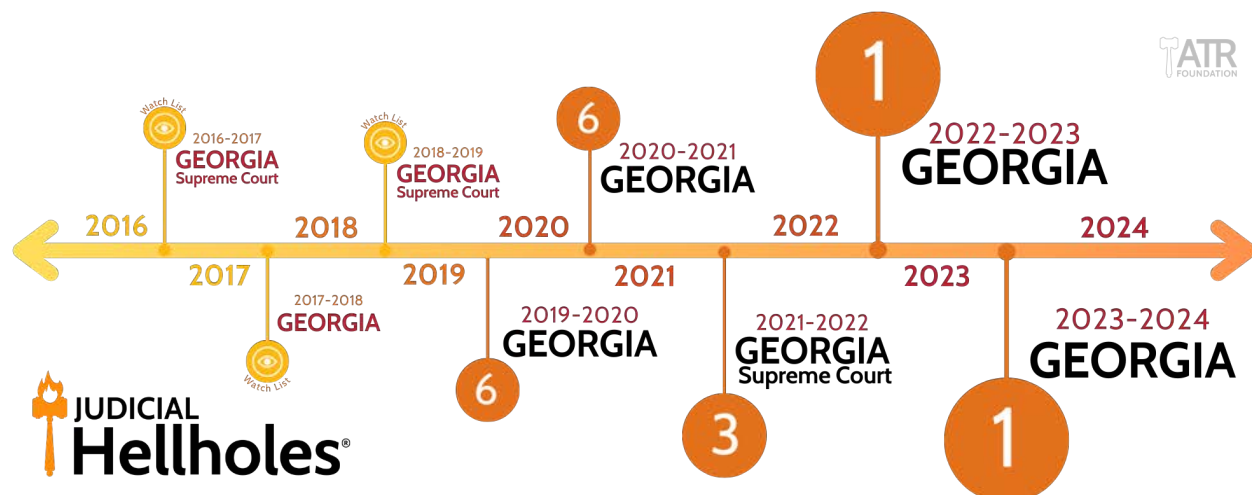 1
ATR
FOUNDATION
Watch List
2016-2017
GEORGIA
Supreme Court
Watch List
2018-2019
GEORGIA
Supreme Court
6
2020-2021
GEORGIA
2022-2023
GEORGIA
2016
2018
2020
2022
2024
2017
2019
2021
2023
2017-2018
GEORGIA
Watch List
2019-2020
GEORGIA
6
2021-2022
GEORGIA
Supreme Court
3
2023-2024
GEORGIA
1
JUDICIAL
Hellholes®